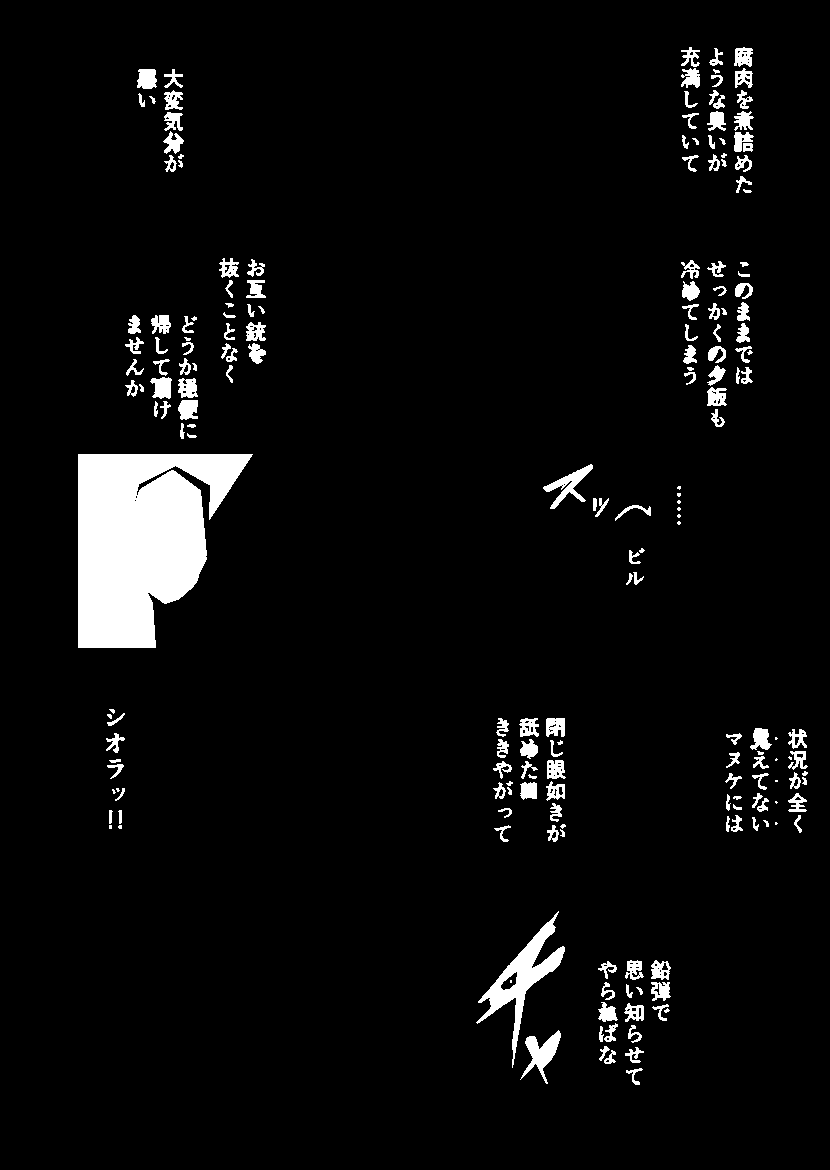 腐肉を煮詰めた
ような臭いが
充満していて
このままでは
せっかくの夕飯も
冷めてしまう
大変気分が
悪い
お互い銃を
抜くことなく
どうか穏便に
帰して頂け
ませんか
……
ビル
スッ
状況が全く
見えてない
マヌケには
閉じ眼如きが
舐めた口
ききやがって
鉛弾で
思い知らせて
やらねばな
チャ
シオラッ!!